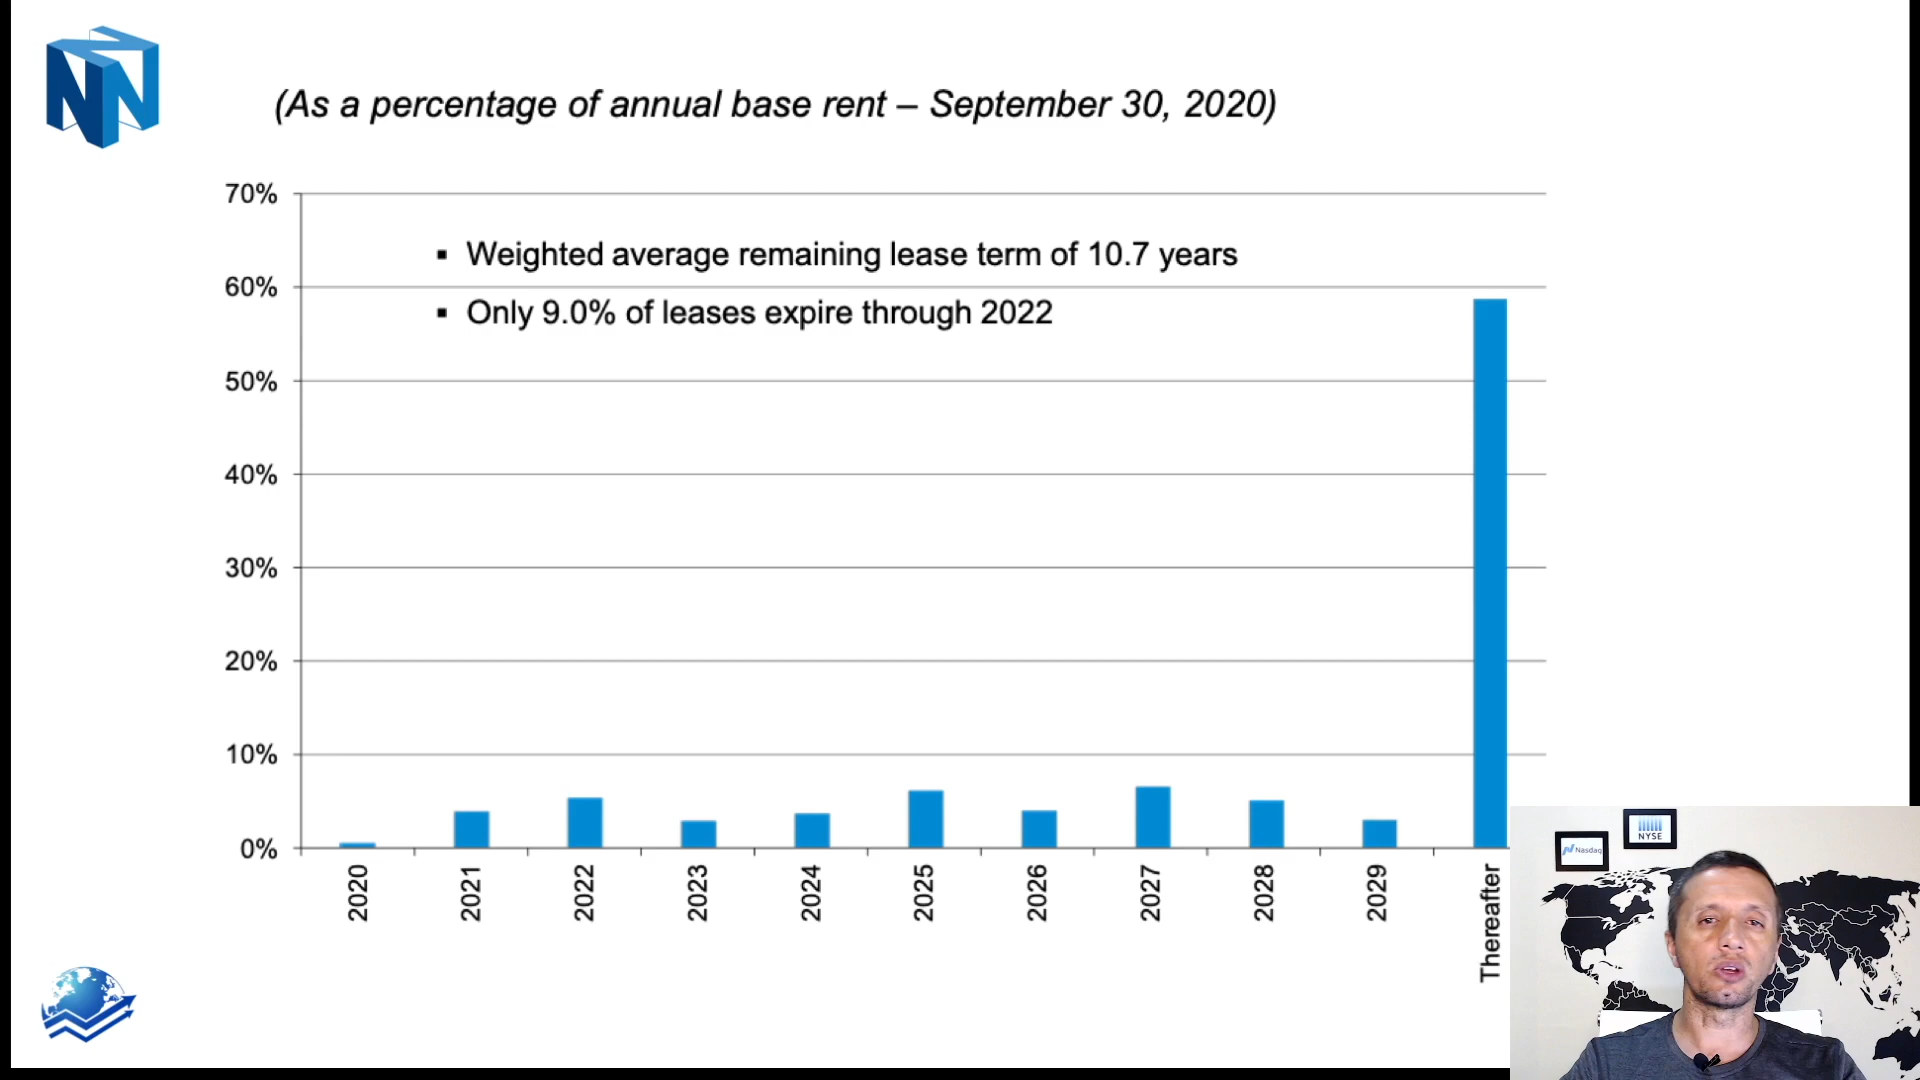 (As a percentage of annual base rent – September 30, 2020)
70%
▪ Weighted average remaining lease term of 10.7 years
60%
▪ Only 9.0% of leases expire through 2022
50%
40%
30%
20%
10%
0%
2020 2021 2022 2023 2024 2025 2026 2027 2028 2029 Thereafter
NYSE
Nasdaq